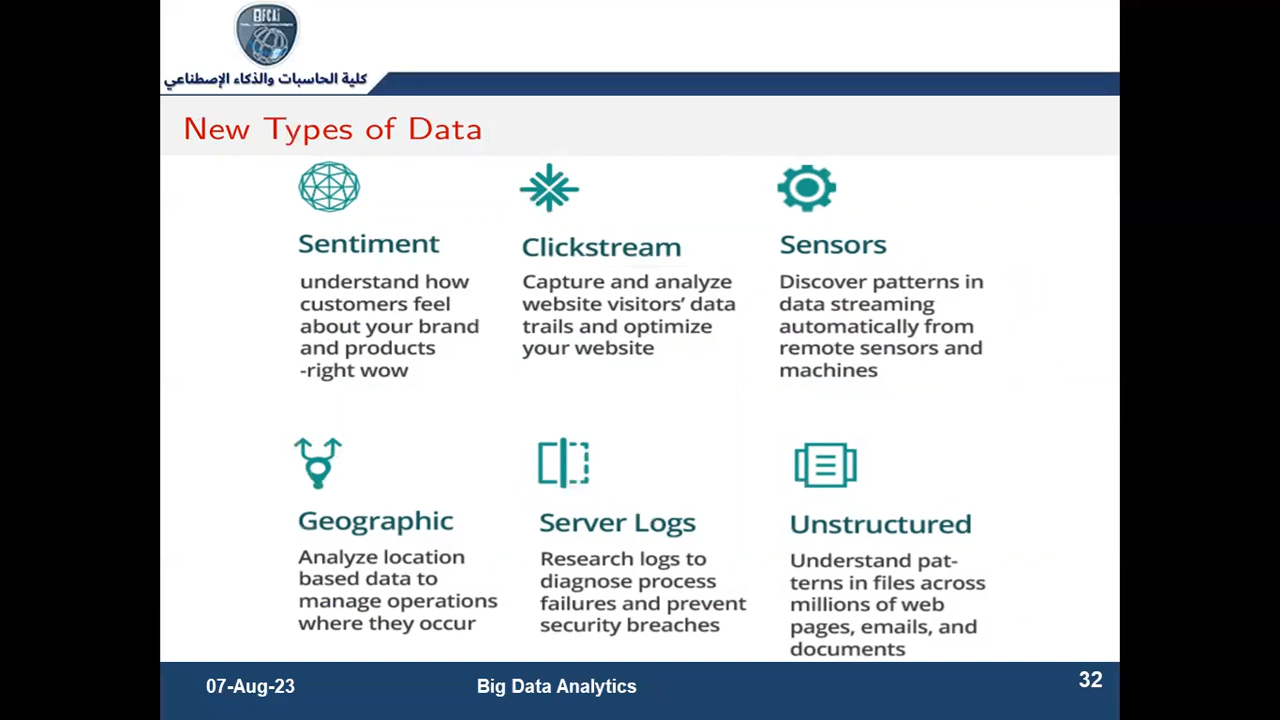 FCAi
كلية الحاسبات والذكاء الإصطناعي
New Types of Data
Sentiment
understand how
customers feel
about your brand
and products
-right wow
Clickstream
Capture and analyze
website visitors' data
trails and optimize
your website
Sensors
Discover patterns in
data streaming
automatically from
remote sensors and
machines
Geographic
Analyze location
based data to
manage operations
where they occur
Server Logs
Research logs to
diagnose process
failures and prevent
security breaches
Unstructured
Understand pat-
terns in files across
millions of web
pages, emails, and
documents
07-Aug-23
Big Data Analytics
32